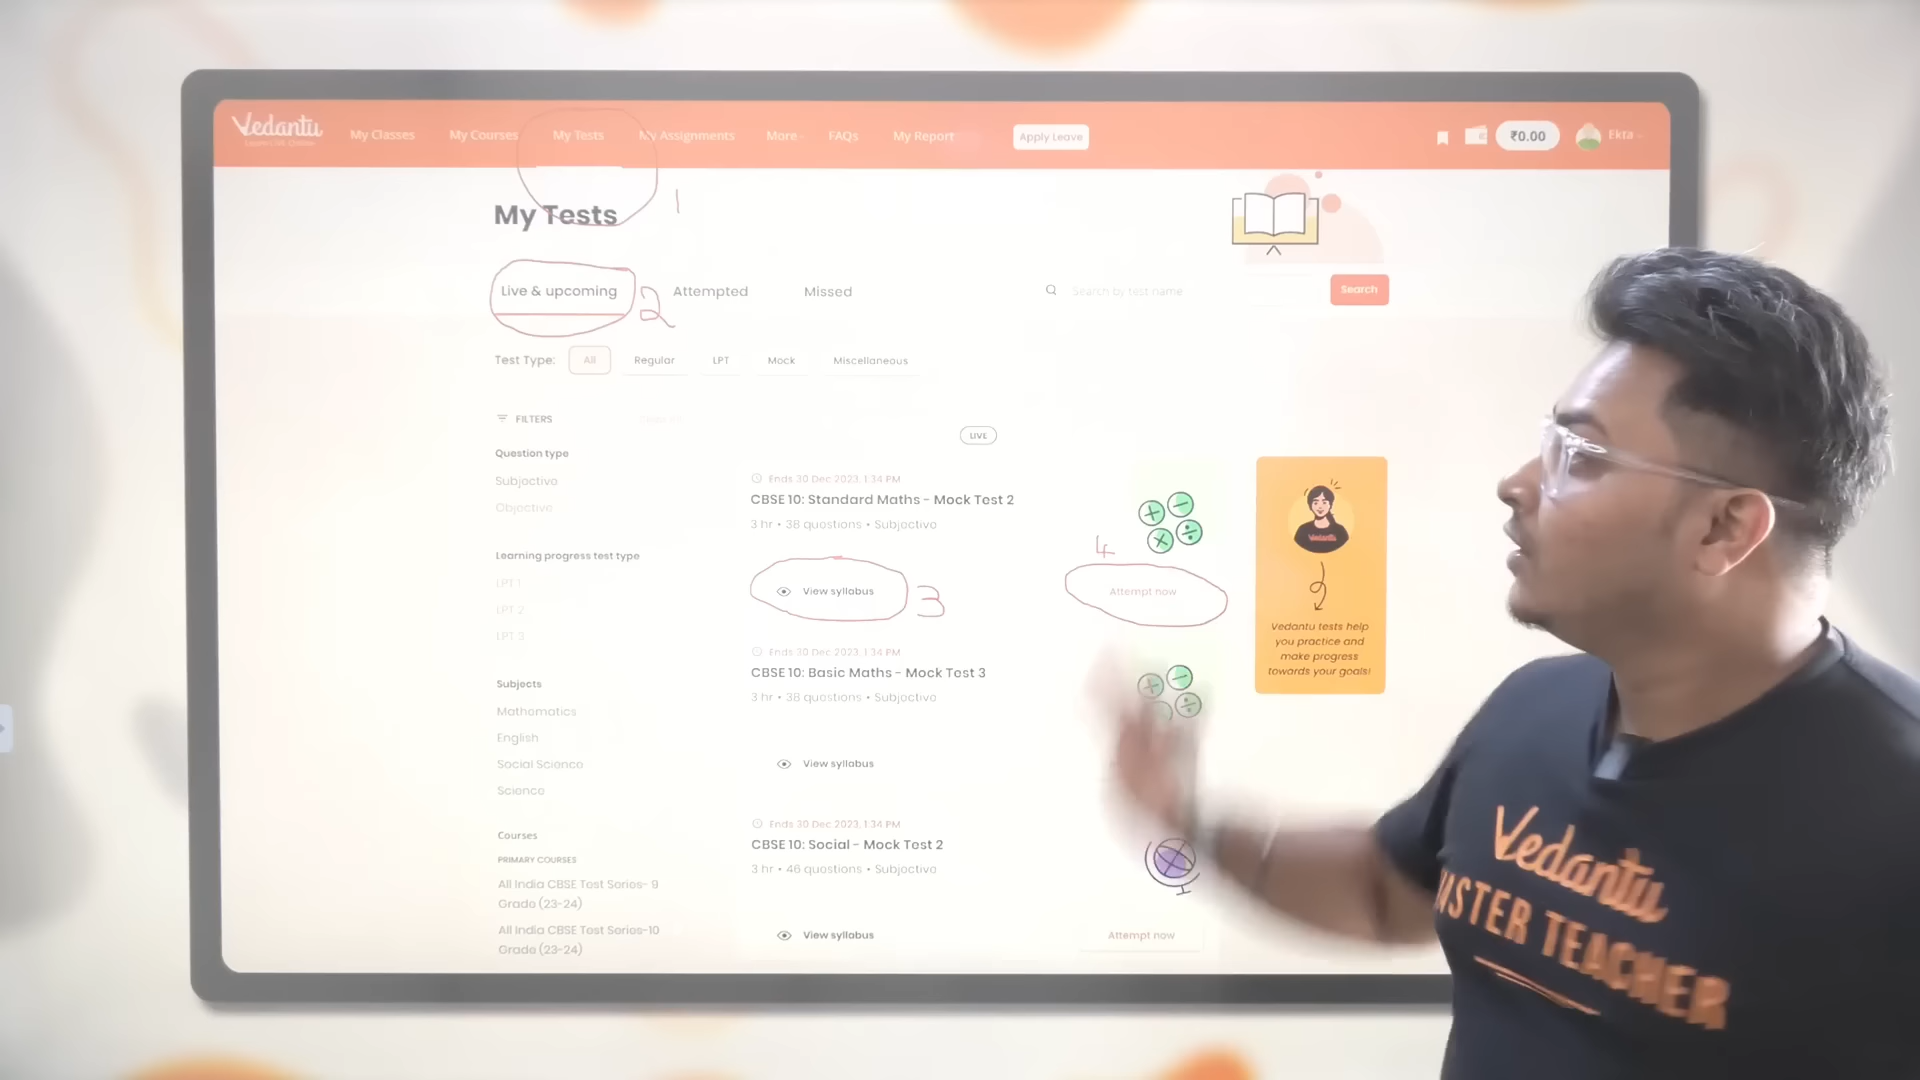 Vedantu
My Classes
My Courses
My Tests
My Assignments
More
FAQs
My Report
Apply Leave
₹0.00
Ekta
My Tests
1
Live & upcoming
2
Attempted
Missed
Search by test name
Search
Test Type:
All
Regular
LPT
Mock
Miscellaneous
FILTERS
Question type
Subjective
Objective
Learning progress test type
LPT 1
LPT 2
LPT 3
Subjects
Mathematics
English
Social Science
Science
Courses
PRIMARY COURSES
All India CBSE Test Series- 9
Grade (23-24)
All India CBSE Test Series-10
Grade (23-24)
LIVE
Ends 30 Dec 2023, 1:34 PM
CBSE 10: Standard Maths - Mock Test 2
3 hr • 38 questions • Subjective
View syllabus
3
4
Attempt now
Ends 30 Dec 2023, 1:34 PM
CBSE 10: Basic Maths - Mock Test 3
3 hr • 38 questions • Subjective
View syllabus
Ends 30 Dec 2023, 1:34 PM
CBSE 10: Social - Mock Test 2
3 hr • 46 questions • Subjective
View syllabus
Attempt now
Vedantu
Vedantu tests help
you practice and
make progress
towards your goals!
Vedantu
MASTER TEACHER